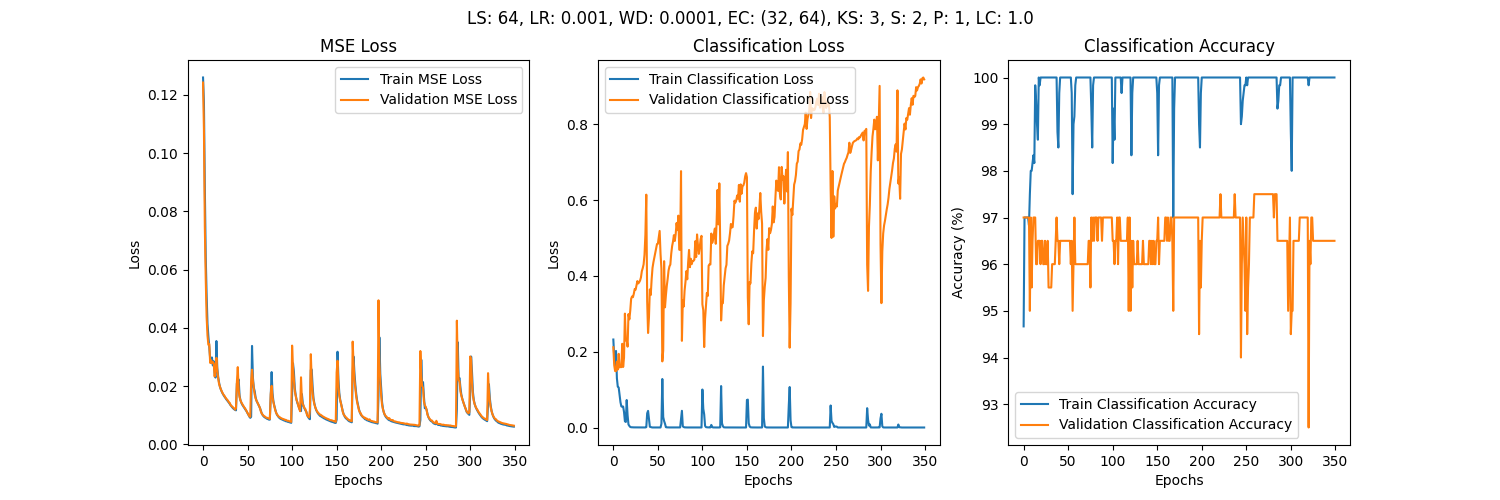 LS: 64, LR: 0.001, WD: 0.0001, EC: (32, 64), KS: 3, S: 2, P: 1, LC: 1.0
MSE Loss
Train MSE Loss
Validation MSE Loss
0.12
0.10
0.08
0.06
0.04
0.02
0.00
Loss
0 50 100 150 200 250 300 350
Epochs
Classification Loss
Train Classification Loss
Validation Classification Loss
0.8
0.6
0.4
0.2
0.0
Loss
0 50 100 150 200 250 300 350
Epochs
Classification Accuracy
100
99
98
97
96
95
94
93
Accuracy (%)
Train Classification Accuracy
Validation Classification Accuracy
0 50 100 150 200 250 300 350
Epochs